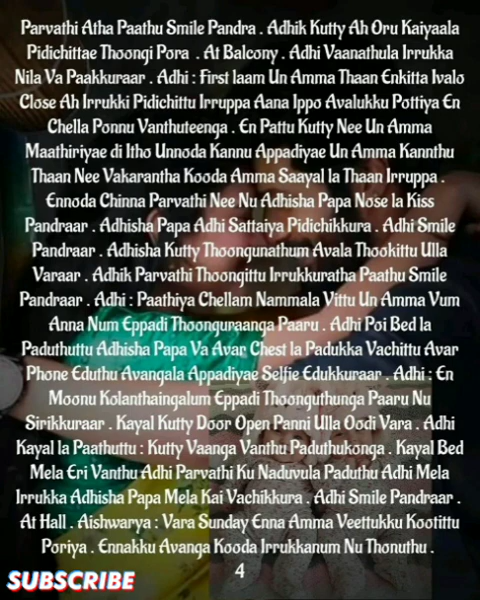 Parvathi Atha Paathu Smile Pandra . Adhik Kutty Ah Oru Kaiyaala
Pidichittae Thoongi Pora . At Balcony . Adhi Vaanathula Irrukka
Nila Va Paakkuraar . Adhi : First laam Un Amma Thaan Enkitta Ivalo
Close Ah Irrukki Pidichittu Irruppa Aana Ippo Avalukku Pottiya En
Chella Ponnu Vanthuteenga . En Pattu Kutty Nee Un Amma
Maathiriyae di Itho Unnoda Kannu Appadiyae Un Amma Kannthu
Thaan Nee Vakarantha Kooda Amma Saayal la Thaan Irruppa .
Ennoda Chinna Parvathi Nee Nu Adhisha Papa Nose la Kiss
Pandraar . Adhisha Papa Adhi Sattaiya Pidichikkura . Adhi Smile
Pandraar . Adhisha Kutty Thoongunathum Avala Thookittu Ulla
Varaar . Adhik Parvathi Thoongittu Irrukkuratha Paathu Smile
Pandraar . Adhi : Paathiya Chellam Nammala Vittu Un Amma Vum
Anna Num Eppadi Thoonguraanga Paaru . Adhi Poi Bed la
Paduthuttu Adhisha Papa Va Avar Chest la Padukka Vachittu Avar
Phone Eduthu Avangala Appadiyae Selfie Edukkuraar . Adhi : En
Moonu Kolanthaingalum Eppadi Thoonguthunga Paaru Nu
Sirikkuraar . Kayal Kutty Door Open Panni Ulla Oodi Vara . Adhi
Kayal la Paathuttu : Kutty Vaanga Vanthu Paduthukonga . Kayal Bed
Mela Eri Vanthu Adhi Parvathi Ku Naduvula Paduthu Adhi Mela
Irrukka Adhisha Papa Mela Kai Vachikkura . Adhi Smile Pandraar .
At Hall . Aishwarya : Vara Sunday Enna Amma Veettukku Kootittu
Poriya . Ennakku Avanga Kooda Irrukkanum Nu Thonuthu .
4
SUBSCRIBE